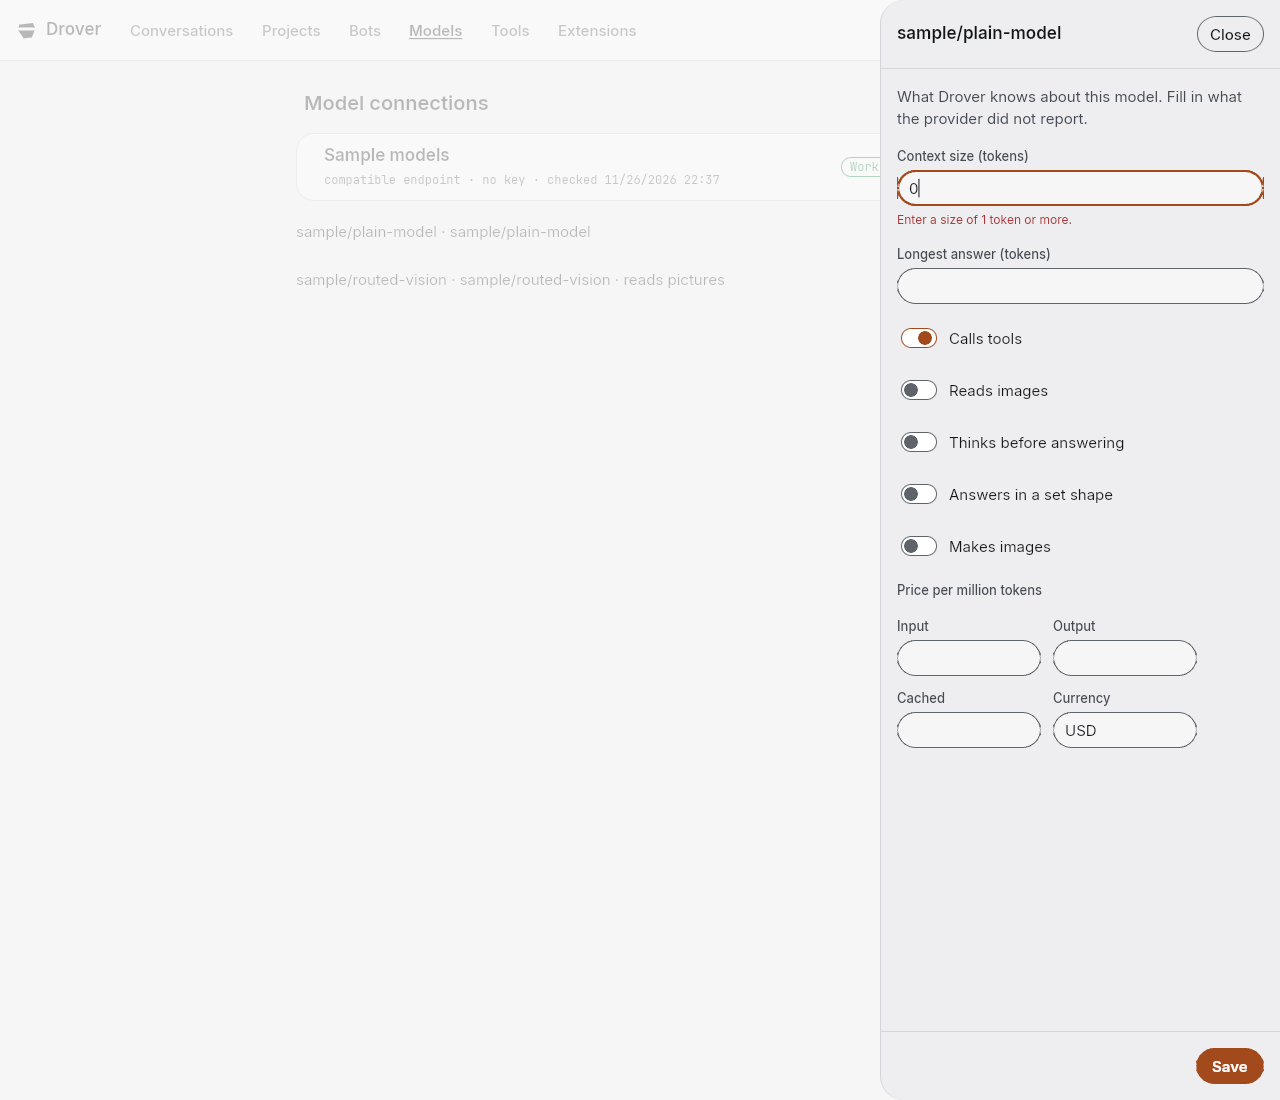 Drover
Conversations
Projects
Bots
Models
Tools
Extensions
Model connections
Sample models
compatible endpoint · no key · checked 11/26/2026 22:37
Work
sample/plain-model · sample/plain-model
sample/routed-vision · sample/routed-vision · reads pictures
sample/plain-model
Close
What Drover knows about this model. Fill in what
the provider did not report.
Context size (tokens)
0
Enter a size of 1 token or more.
Longest answer (tokens)
Calls tools
Reads images
Thinks before answering
Answers in a set shape
Makes images
Price per million tokens
Input
Output
Cached
Currency
USD
Save